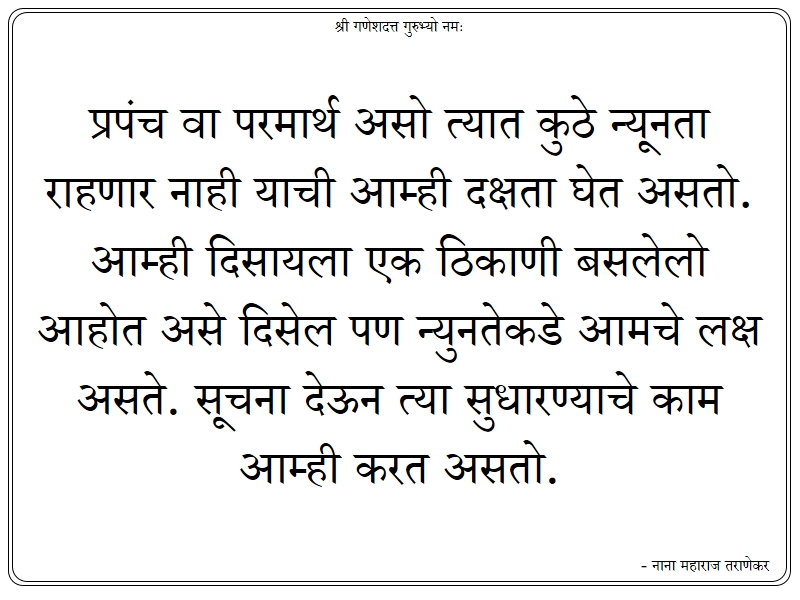 श्री गणेशदत्त गुरुभ्यो नमः
प्रपंच वा परमार्थ असो त्यात कुठे न्यूनता
राहणार नाही याची आम्ही दक्षता घेत असतो.
आम्ही दिसायला एक ठिकाणी बसलेलो
आहोत असे दिसेल पण न्युनतेकडे आमचे लक्ष
असते. सूचना देऊन त्या सुधारण्याचे काम
आम्ही करत असतो.
- नाना महाराज तराणेकर